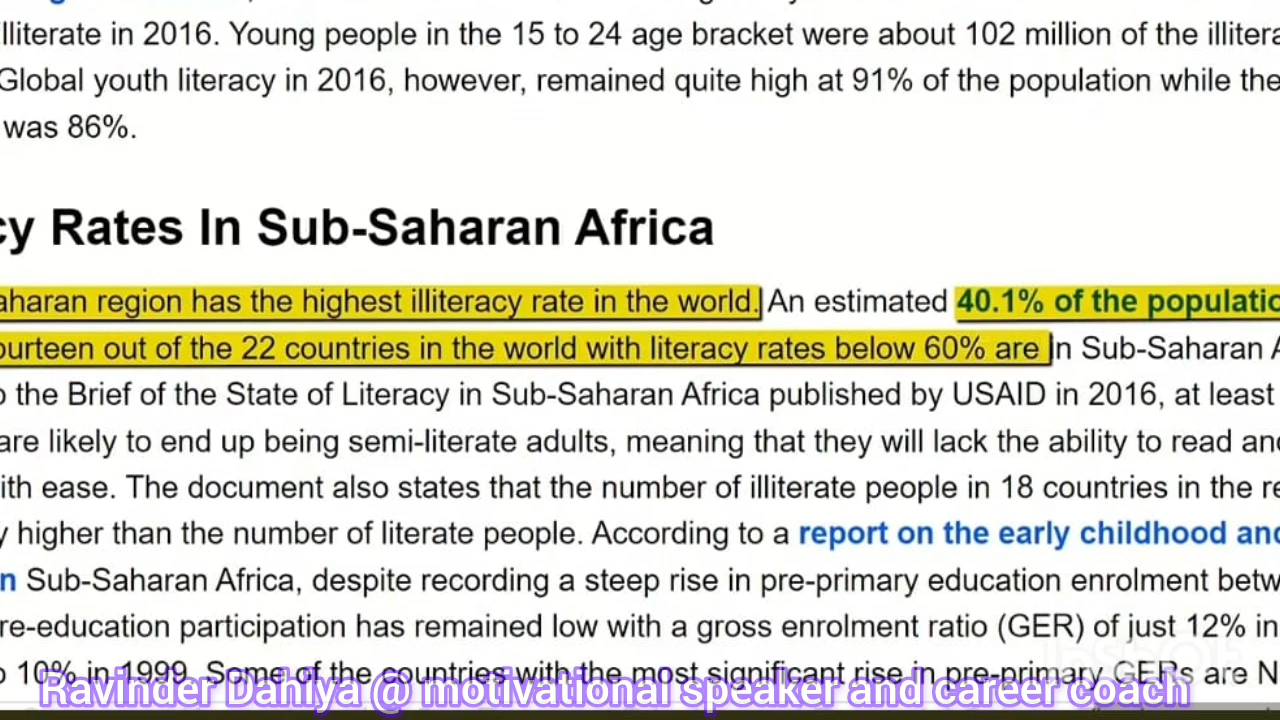 lliterate in 2016. Young people in the 15 to 24 age bracket were about 102 million of the illitera
Global youth literacy in 2016, however, remained quite high at 91% of the population while the
was 86%.
cy Rates In Sub-Saharan Africa
aharan region has the highest illiteracy rate in the world. An estimated 40.1% of the populatio
ourteen out of the 22 countries in the world with literacy rates below 60% are in Sub-Saharan A
o the Brief of the State of Literacy in Sub-Saharan Africa published by USAID in 2016, at least
are likely to end up being semi-literate adults, meaning that they will lack the ability to read and
ith ease. The document also states that the number of illiterate people in 18 countries in the re
y higher than the number of literate people. According to a report on the early childhood and
n Sub-Saharan Africa, despite recording a steep rise in pre-primary education enrolment betw
re-education participation has remained low with a gross enrolment ratio (GER) of just 12% in
o 10% in 1999. Some of the countries with the most significant rise in pre-primary GERs are N
Ravinder Dahiya @ motivational speaker and career coach